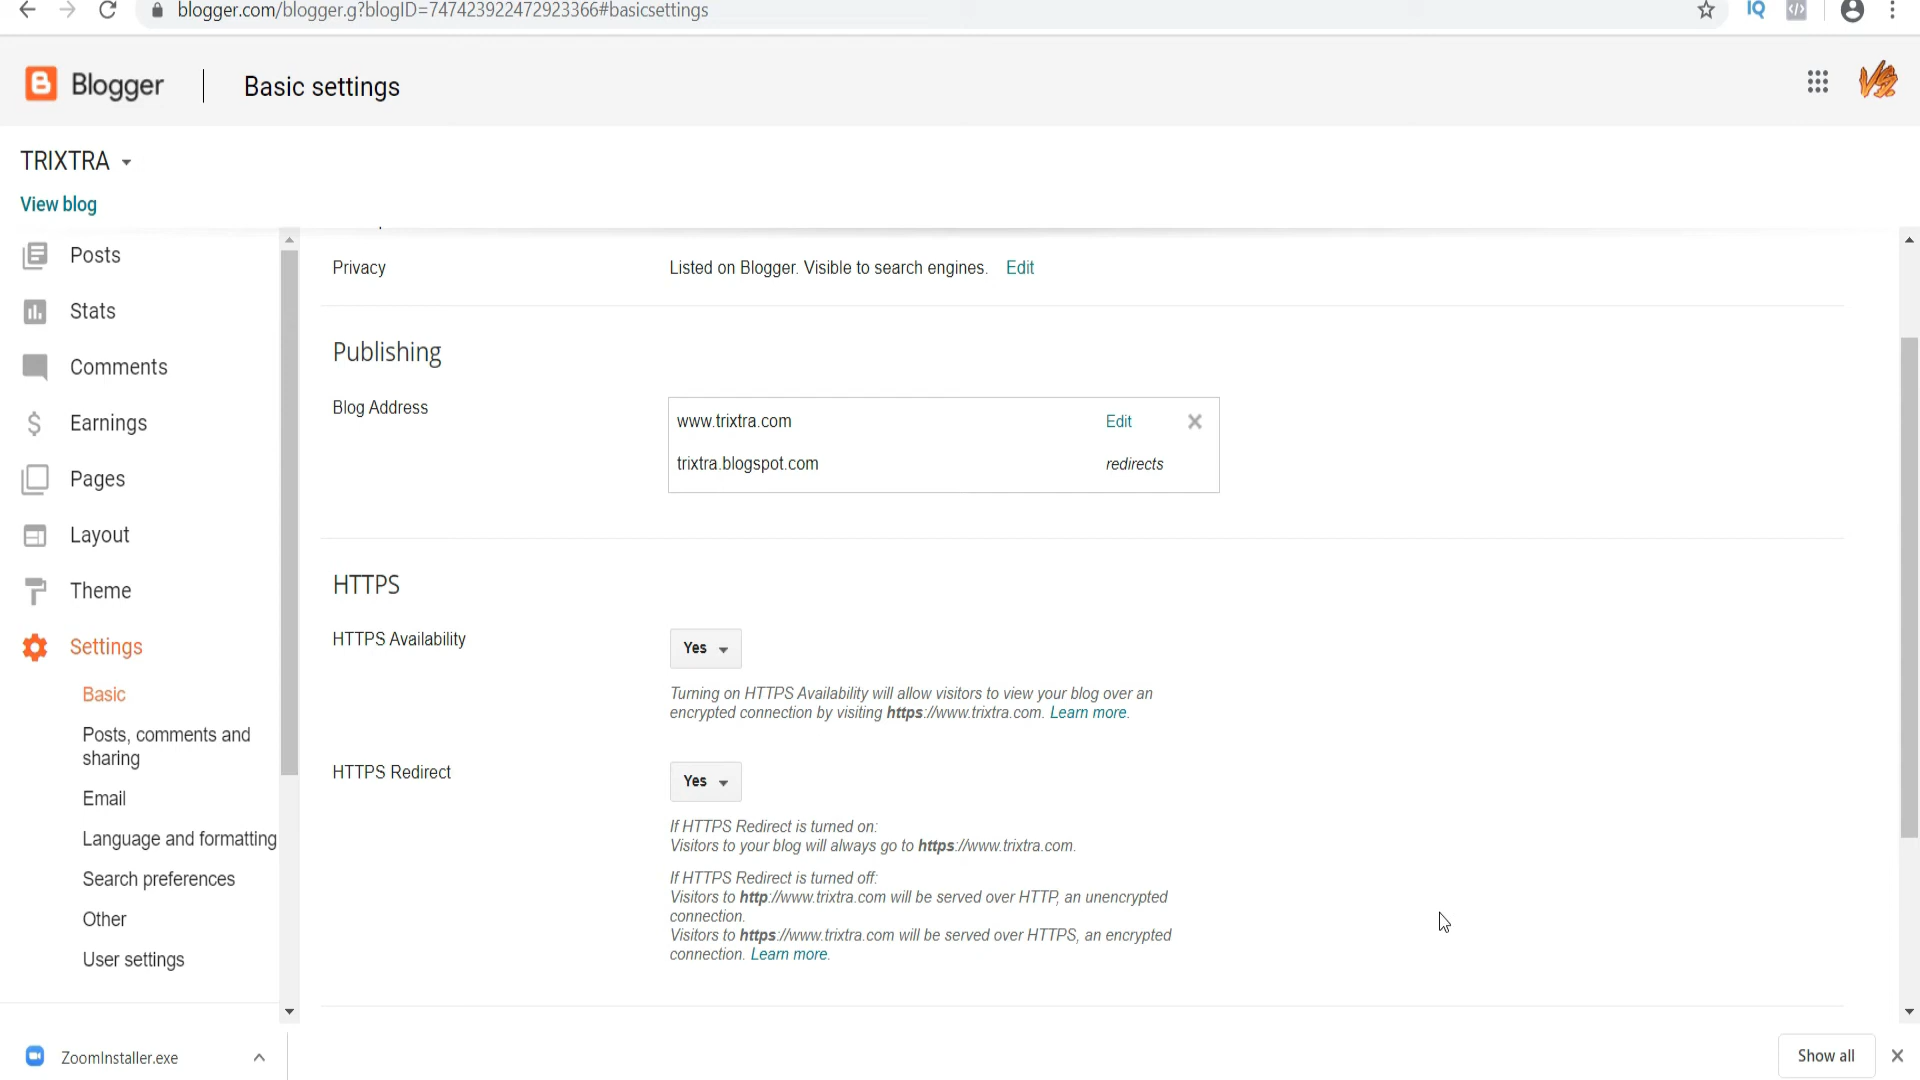 blogger.com/blogger.g?blogID=747423922472923366#basicsettings
IQ
Blogger
Basic settings
VS
TRIXTRA
View blog
Posts
Stats
Comments
Earnings
Pages
Layout
Theme
Settings
Basic
Posts, comments and
sharing
Email
Language and formatting
Search preferences
Other
User settings
Privacy
Listed on Blogger. Visible to search engines. Edit
Publishing
Blog Address
www.trixtra.com Edit
trixtra.blogspot.com redirects
HTTPS
HTTPS Availability
Yes
Turning on HTTPS Availability will allow visitors to view your blog over an
encrypted connection by visiting https://www.trixtra.com. Learn more.
HTTPS Redirect
Yes
If HTTPS Redirect is turned on:
Visitors to your blog will always go to https://www.trixtra.com.
If HTTPS Redirect is turned off:
Visitors to http://www.trixtra.com will be served over HTTP, an unencrypted
connection.
Visitors to https://www.trixtra.com will be served over HTTPS, an encrypted
connection. Learn more.
ZoomInstaller.exe
Show all